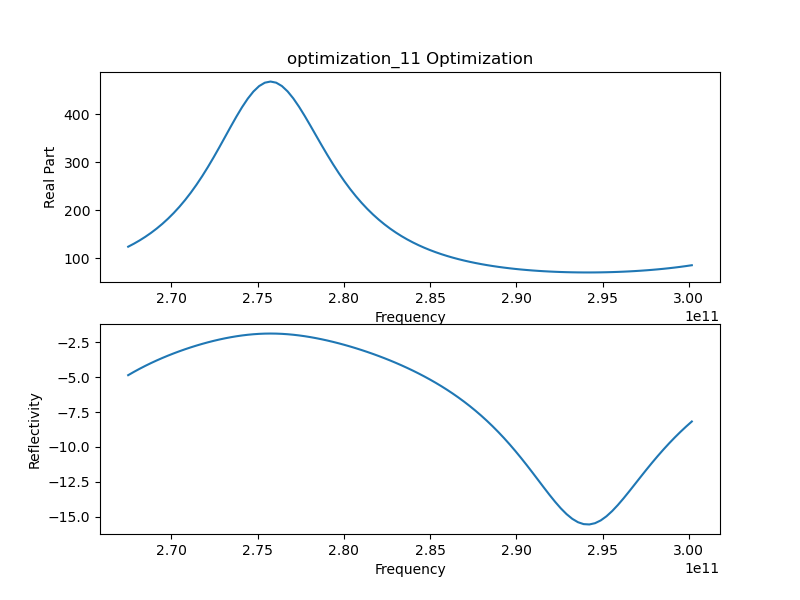 optimization_11 Optimization
Real Part
400
300
200
100
2.70 2.75 2.80 2.85 2.90 2.95 3.00
1e11
Frequency
Reflectivity
−2.5
−5.0
−7.5
−10.0
−12.5
−15.0
2.70 2.75 2.80 2.85 2.90 2.95 3.00
1e11
Frequency